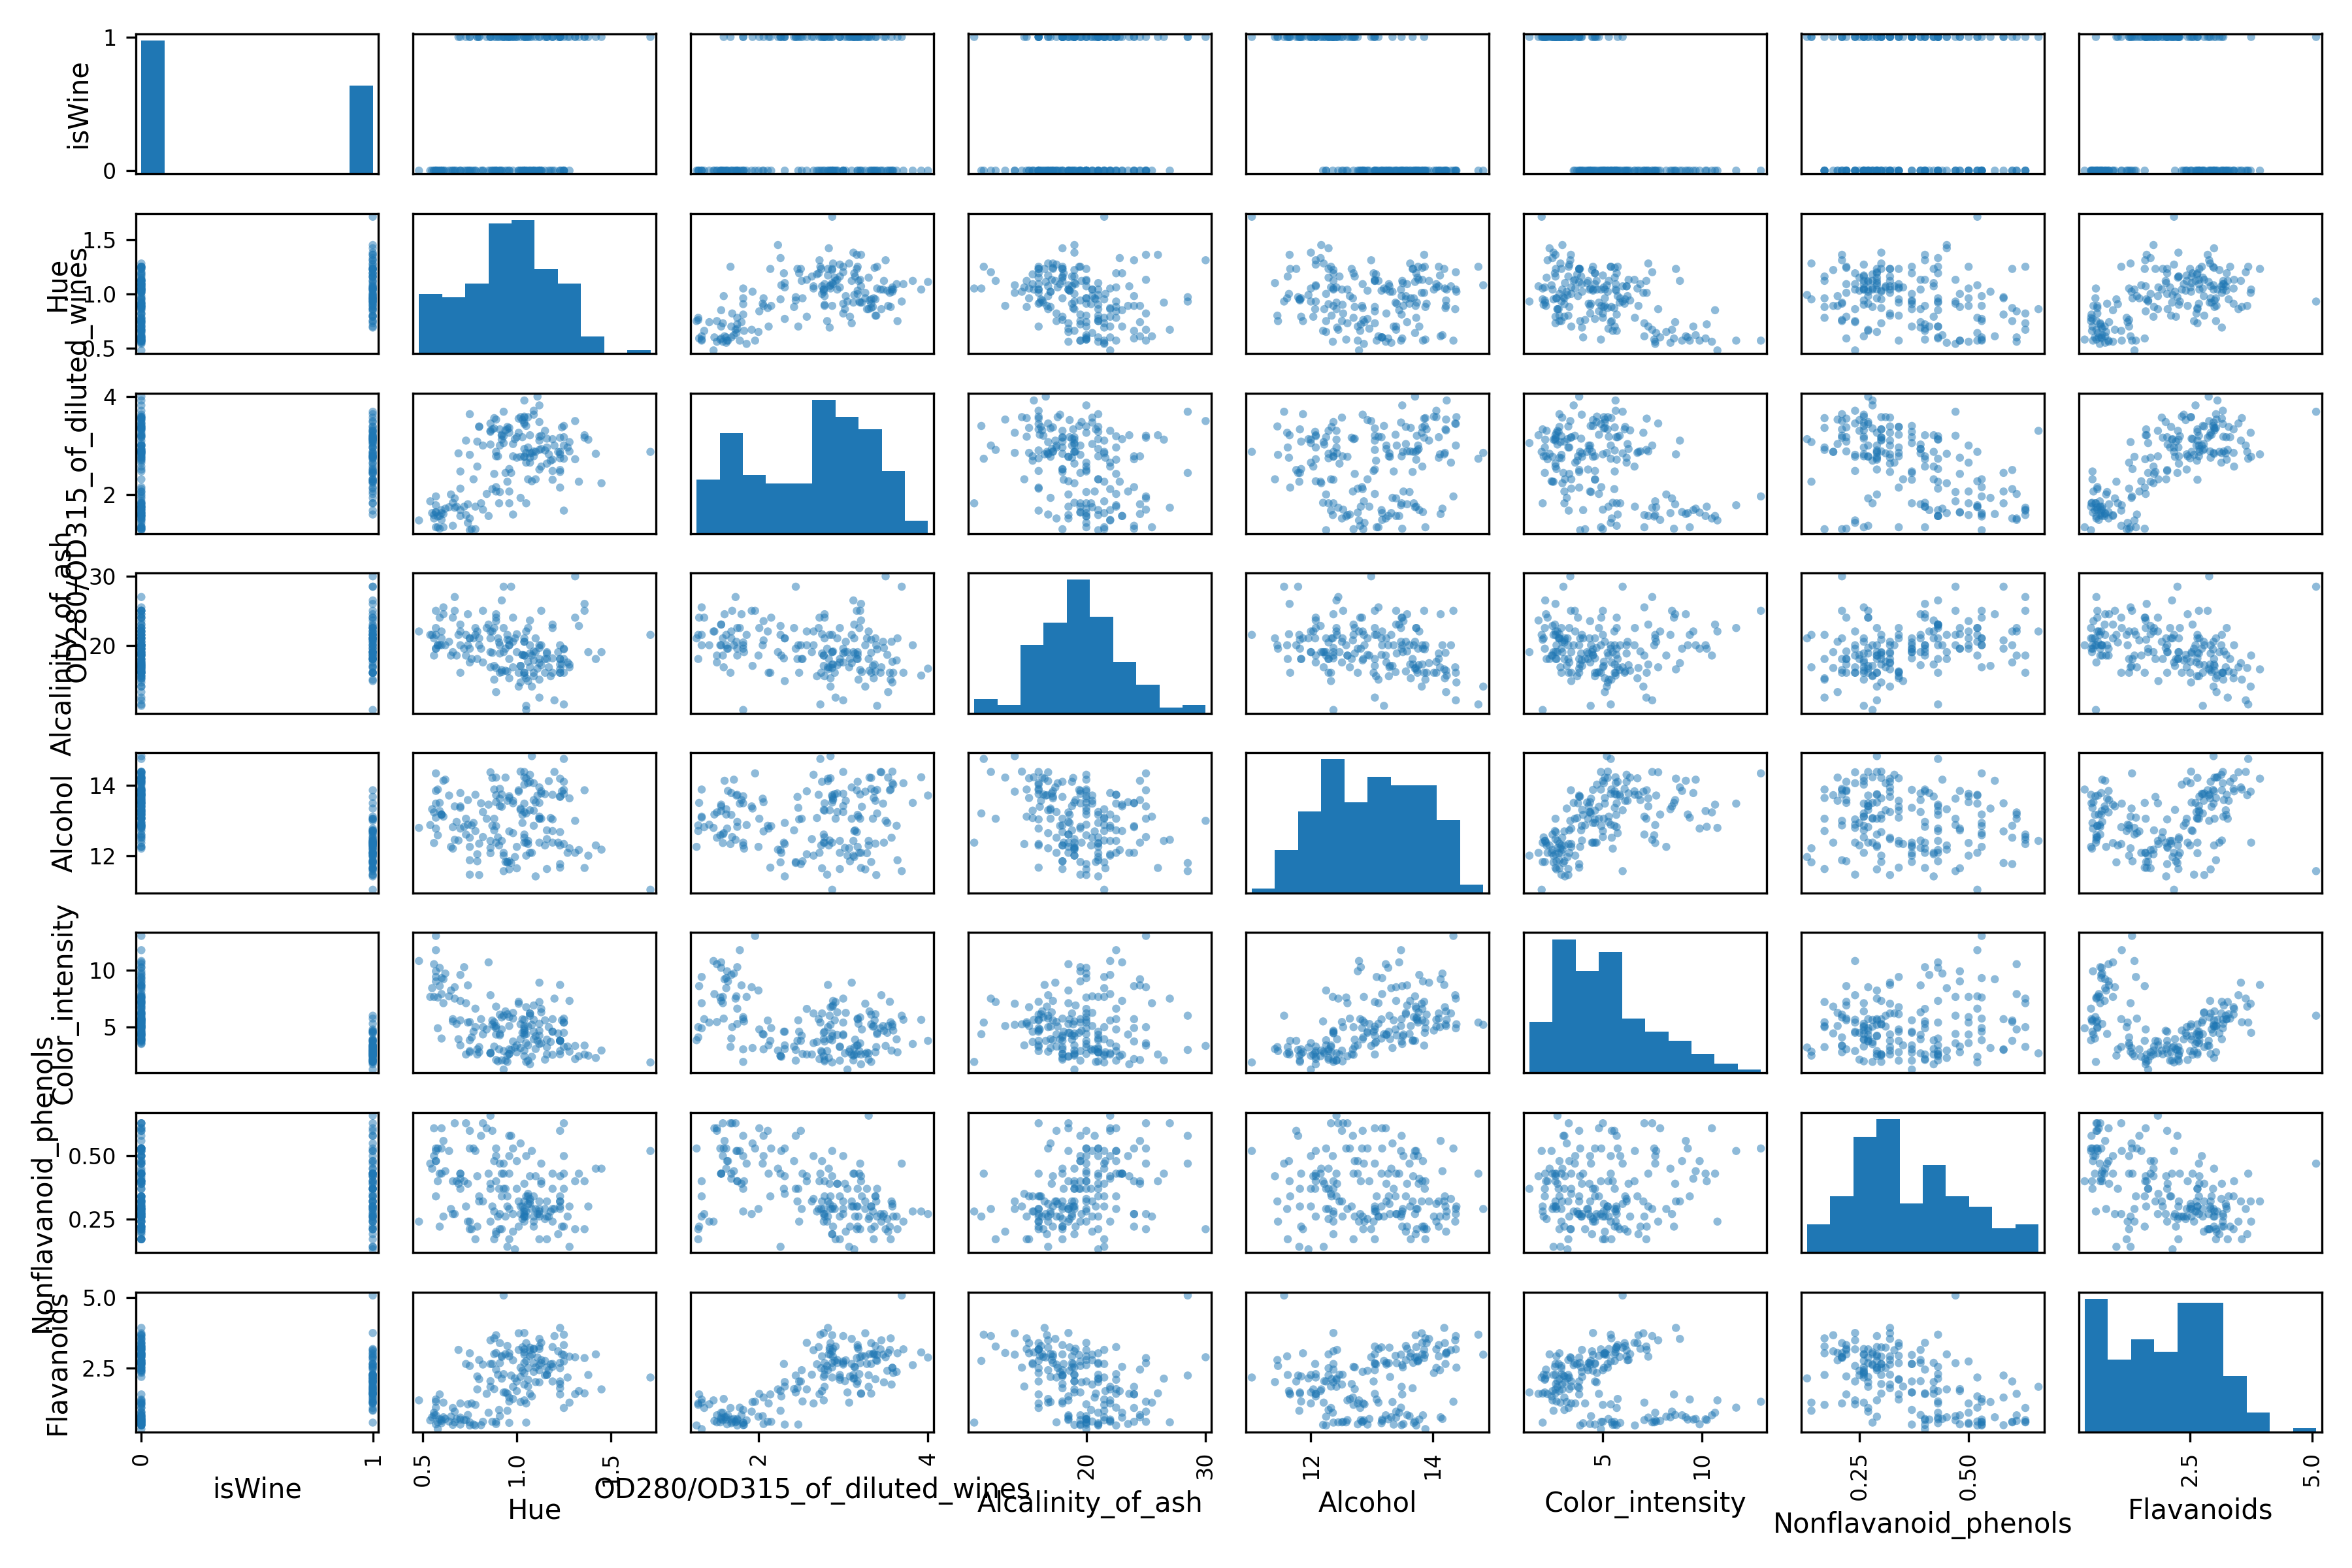 isWine
1
0
Hue
1.5
1.0
0.5
OD280/OD315_of_diluted_wines
4
2
Alcalinity_of_ash
30
20
Alcohol
14
12
Color_intensity
10
5
Nonflavanoid_phenols
0.50
0.25
Flavanoids
5.0
2.5
0 1 0.5 1.0 1.5 2 4 20 30 12 14 5 10 0.25 0.50 2.5 5.0
isWine Hue OD280/OD315_of_diluted_wines Alcalinity_of_ash Alcohol Color_intensity Nonflavanoid_phenols Flavanoids